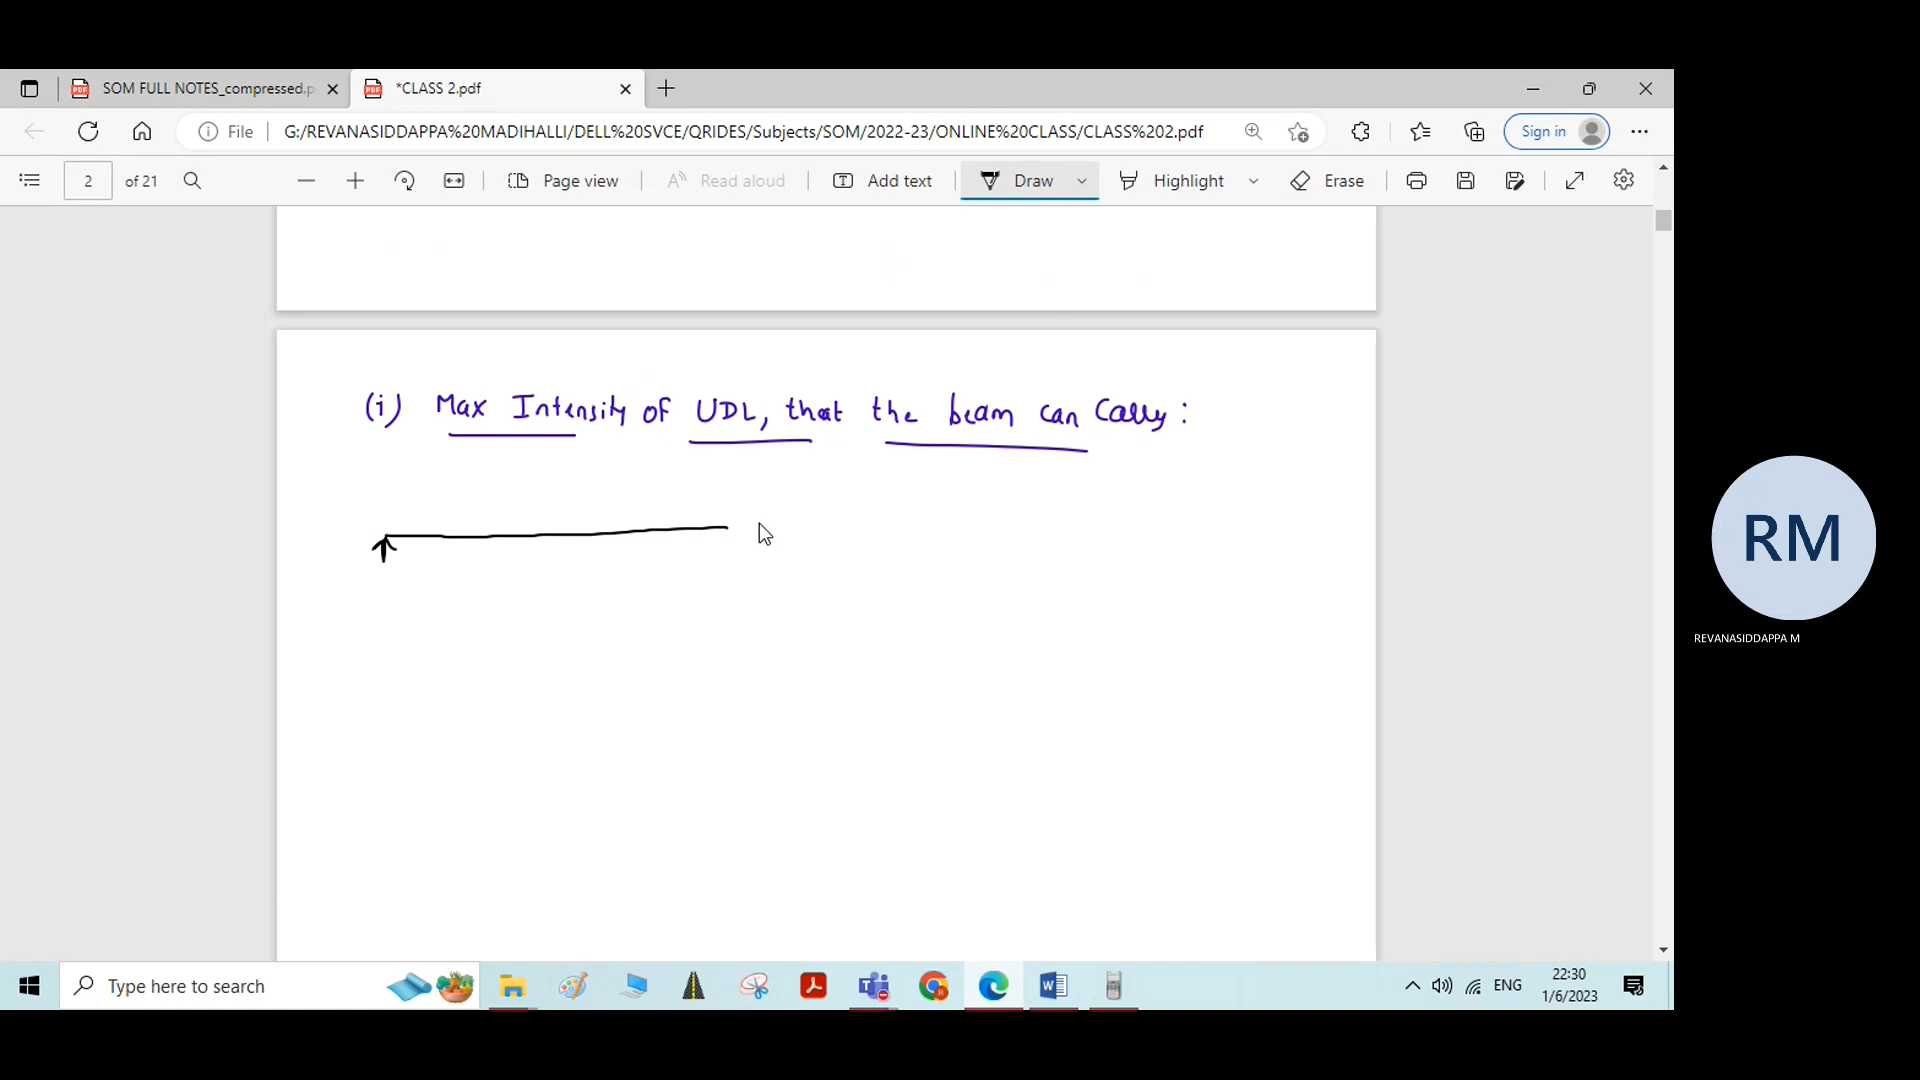 SOM FULL NOTES_compressed.p
*CLASS 2.pdf
File
G:/REVANASIDDAPPA%20MADIHALLI/DELL%20SVCE/QRIDES/Subjects/SOM/2022-23/ONLINE%20CLASS/CLASS%202.pdf
Sign in
2 of 21
Page view
Read aloud
Add text
Draw
Highlight
Erase
(i) Max Intensity of UDL, that the beam can Carry :
RM
REVANASIDDAPPA M
Type here to search
ENG
22:30
1/6/2023